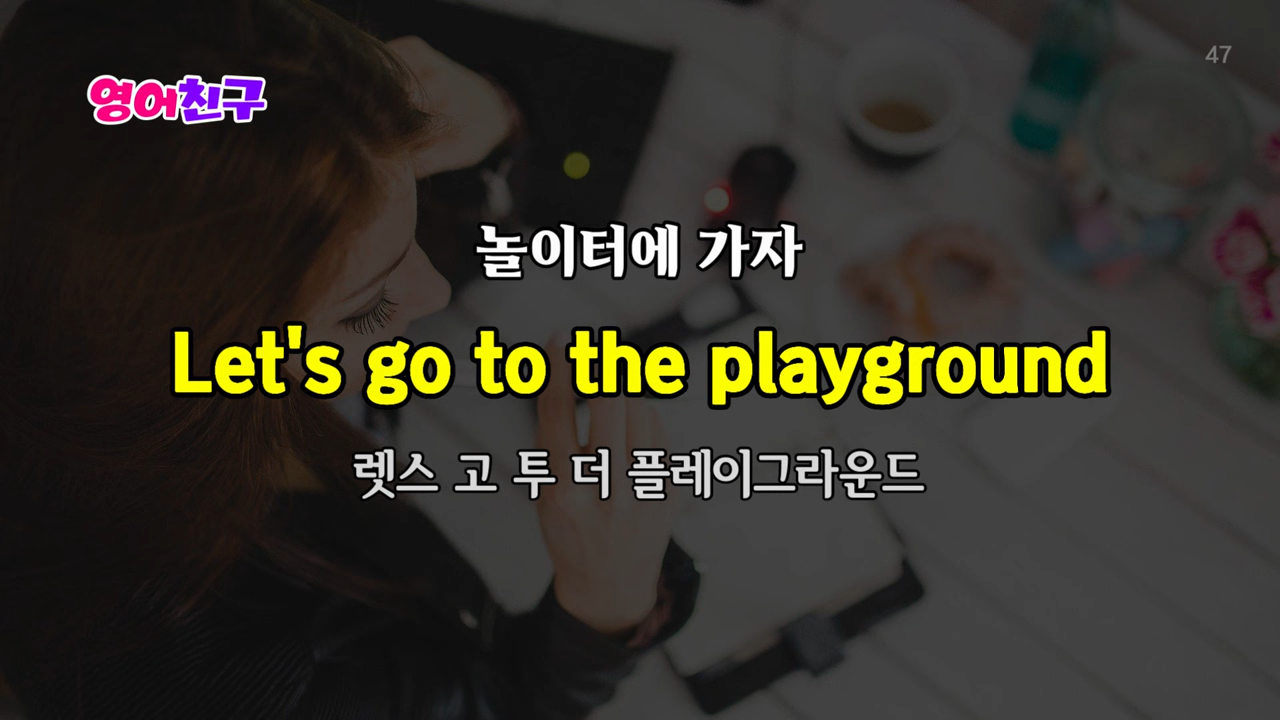 47
영어친구
놀이터에 가자
Let's go to the playground
렛스 고 투 더 플레이그라운드